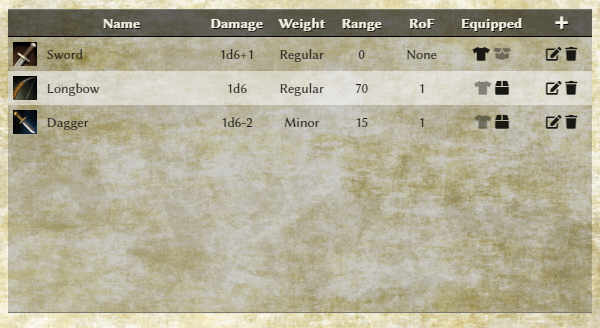 Name Damage Weight Range RoF Equipped +
Sword 1d6+1 Regular 0 None
Longbow 1d6 Regular 70 1
Dagger 1d6-2 Minor 15 1